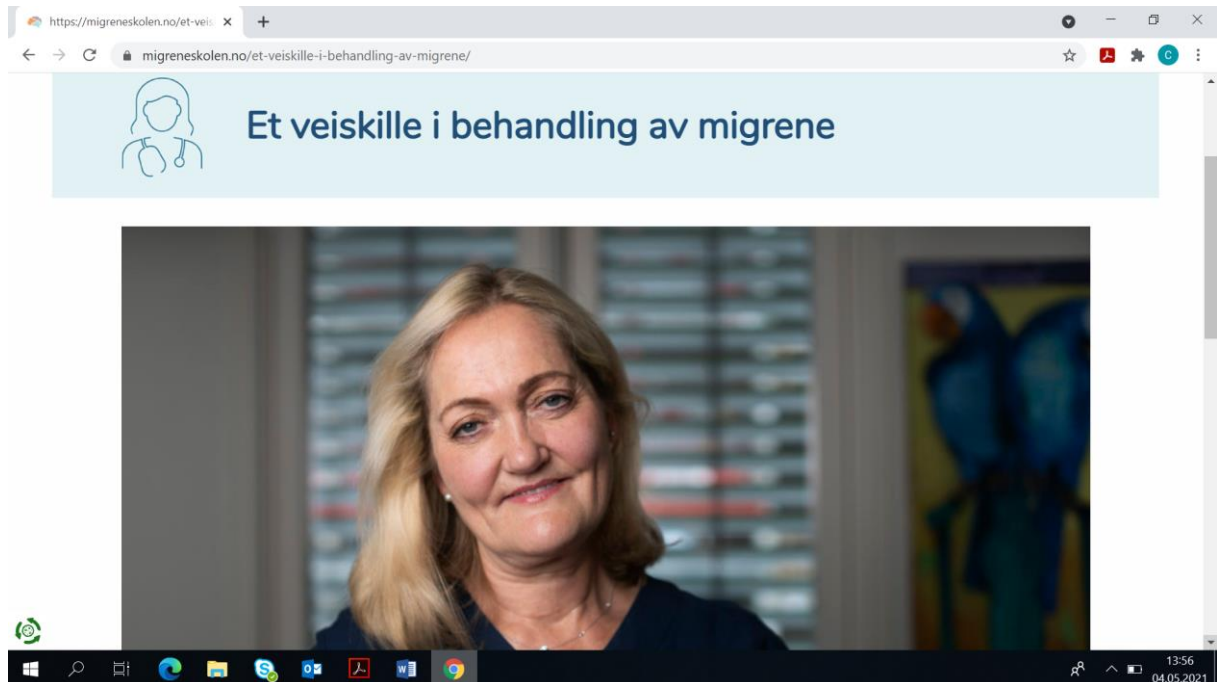 https://migreneskolen.no/et-veis
migreneskolen.no/et-veiskille-i-behandling-av-migrene/
C
Et veiskille i behandling av migrene
13:56
04.05.2021